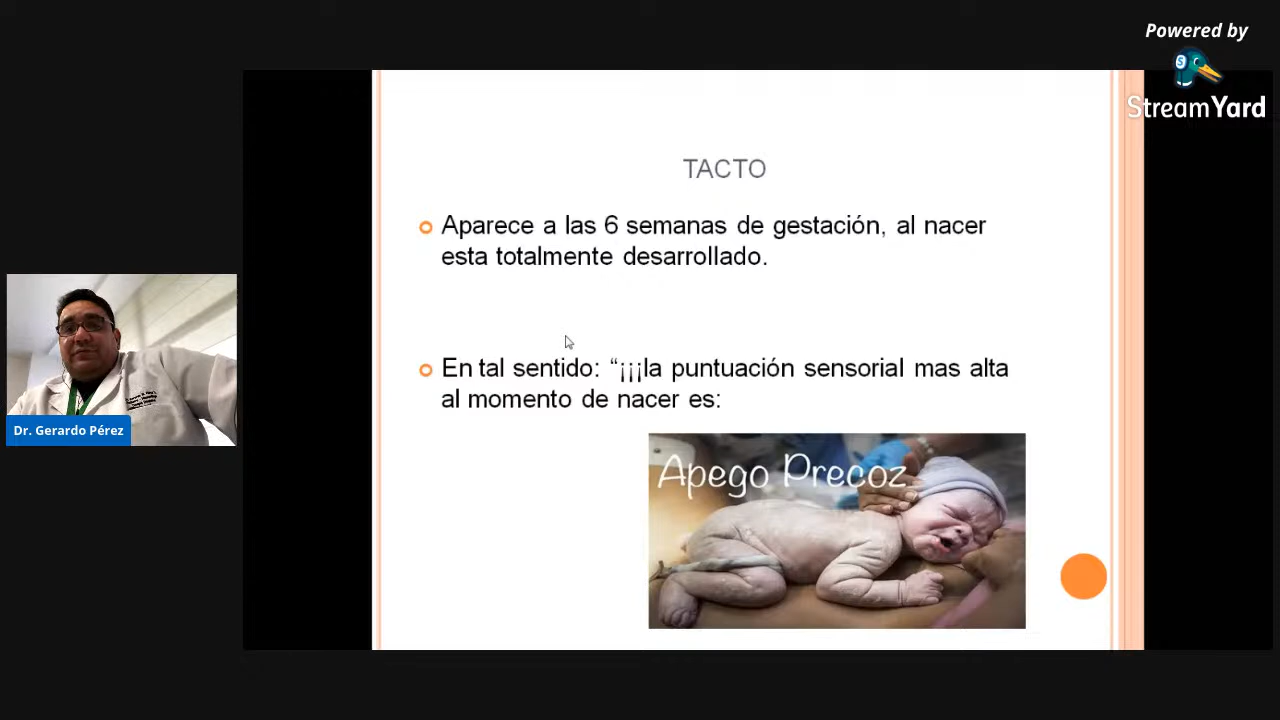 Powered by
StreamYard
TACTO
Aparece a las 6 semanas de gestación, al nacer
esta totalmente desarrollado.
En tal sentido: “¡¡¡la puntuación sensorial mas alta
al momento de nacer es:
Apego Precoz
Dr. Gerardo Pérez